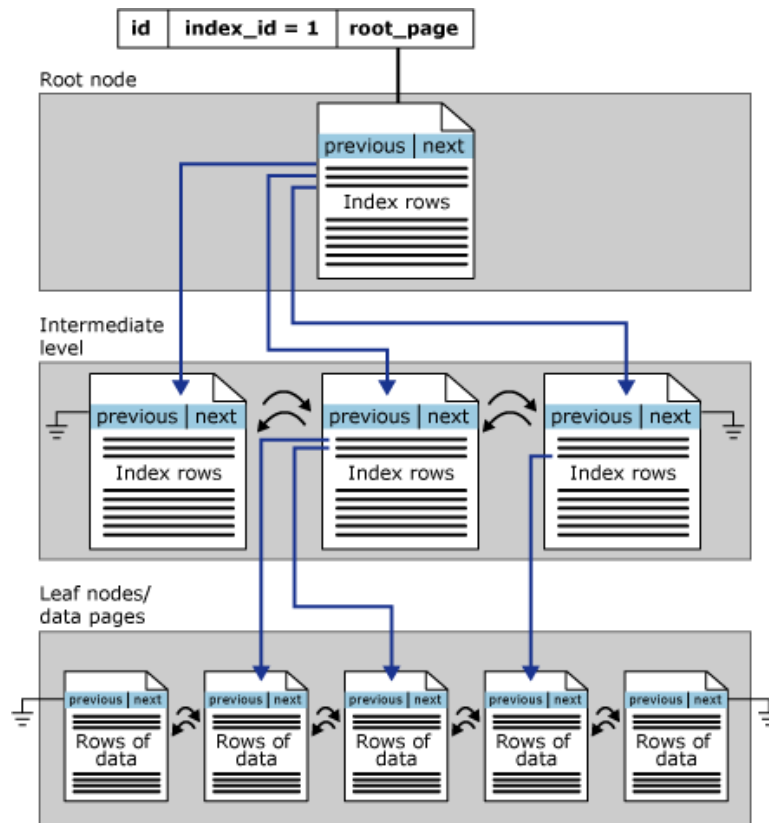 id index_id = 1 root_page
Root node
previous next
Index rows
Intermediate
level
previous next previous next previous next
Index rows Index rows Index rows
Leaf nodes/
data pages
previous next previous next previous next previous next previous next
Rows of Rows of Rows of Rows of Rows of
data data data data data